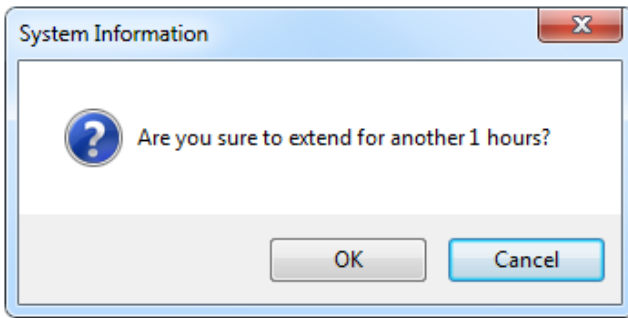 System Information
Are you sure to extend for another 1 hours?
OK
Cancel